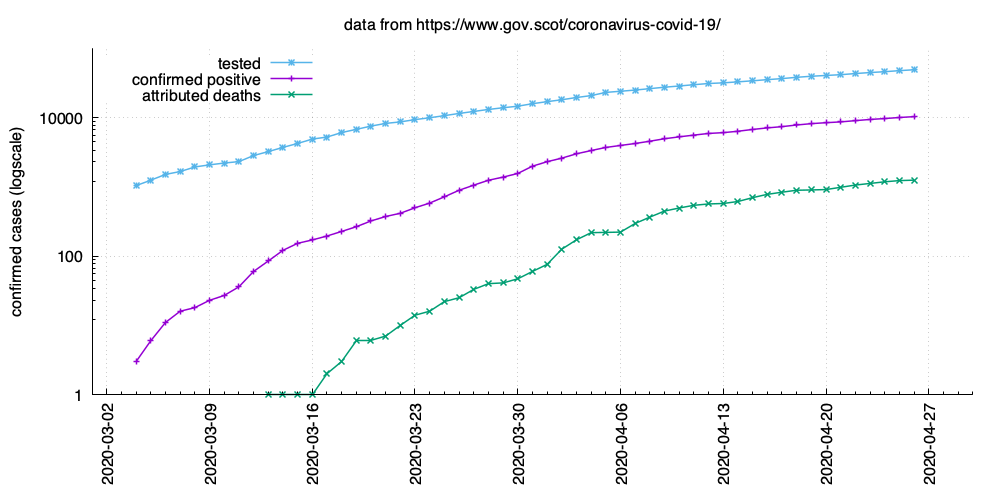 data from https://www.gov.scot/coronavirus-covid-19/
tested
confirmed positive
attributed deaths
confirmed cases (logscale)
10000
100
1
2020-03-02
2020-03-09
2020-03-16
2020-03-23
2020-03-30
2020-04-06
2020-04-13
2020-04-20
2020-04-27